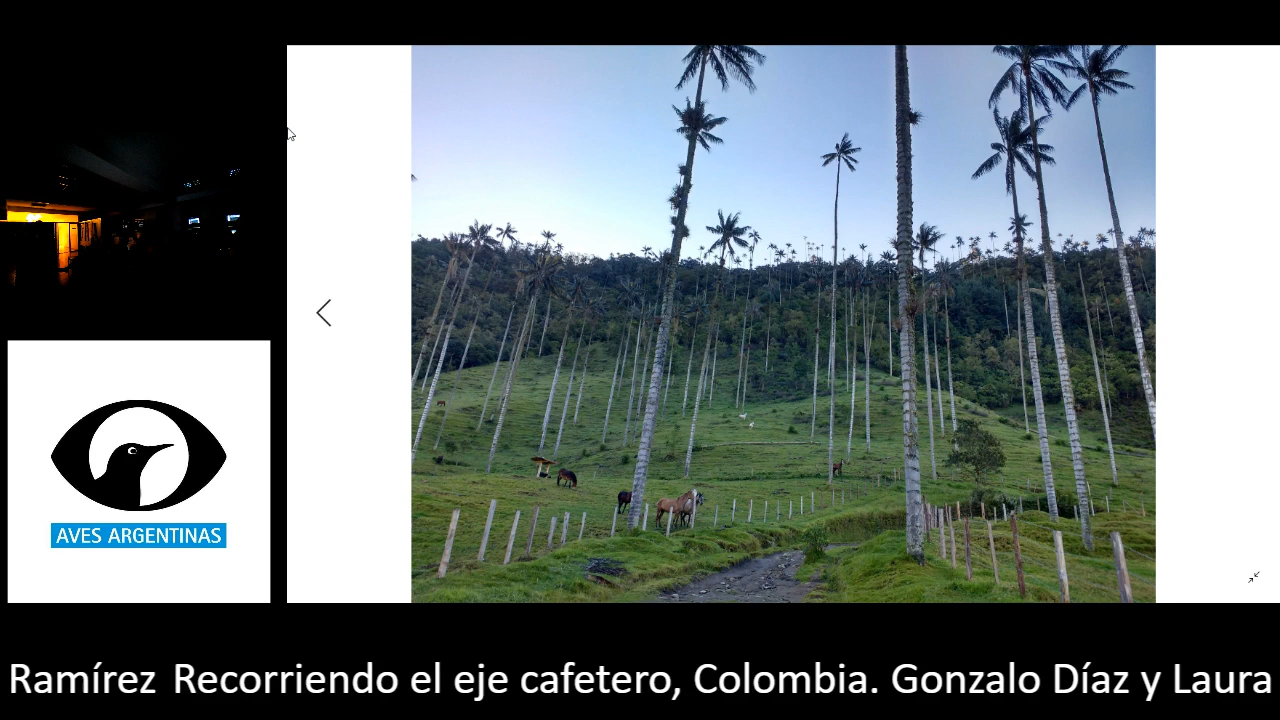 AVES ARGENTINAS
Ramírez Recorriendo el eje cafetero, Colombia. Gonzalo Díaz y Laura